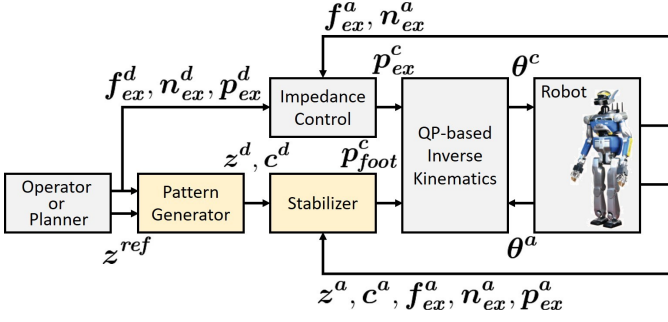 f^a_ex, n^a_ex
f^d_ex, n^d_ex, p^d_ex
p^c_ex
θ^c
Impedance
Control
Robot
QP-based
Inverse
Kinematics
z^d, c^d
p^c_foot
Operator
or
Planner
Pattern
Generator
Stabilizer
z^ref
θ^a
z^a, c^a, f^a_ex, n^a_ex, p^a_ex